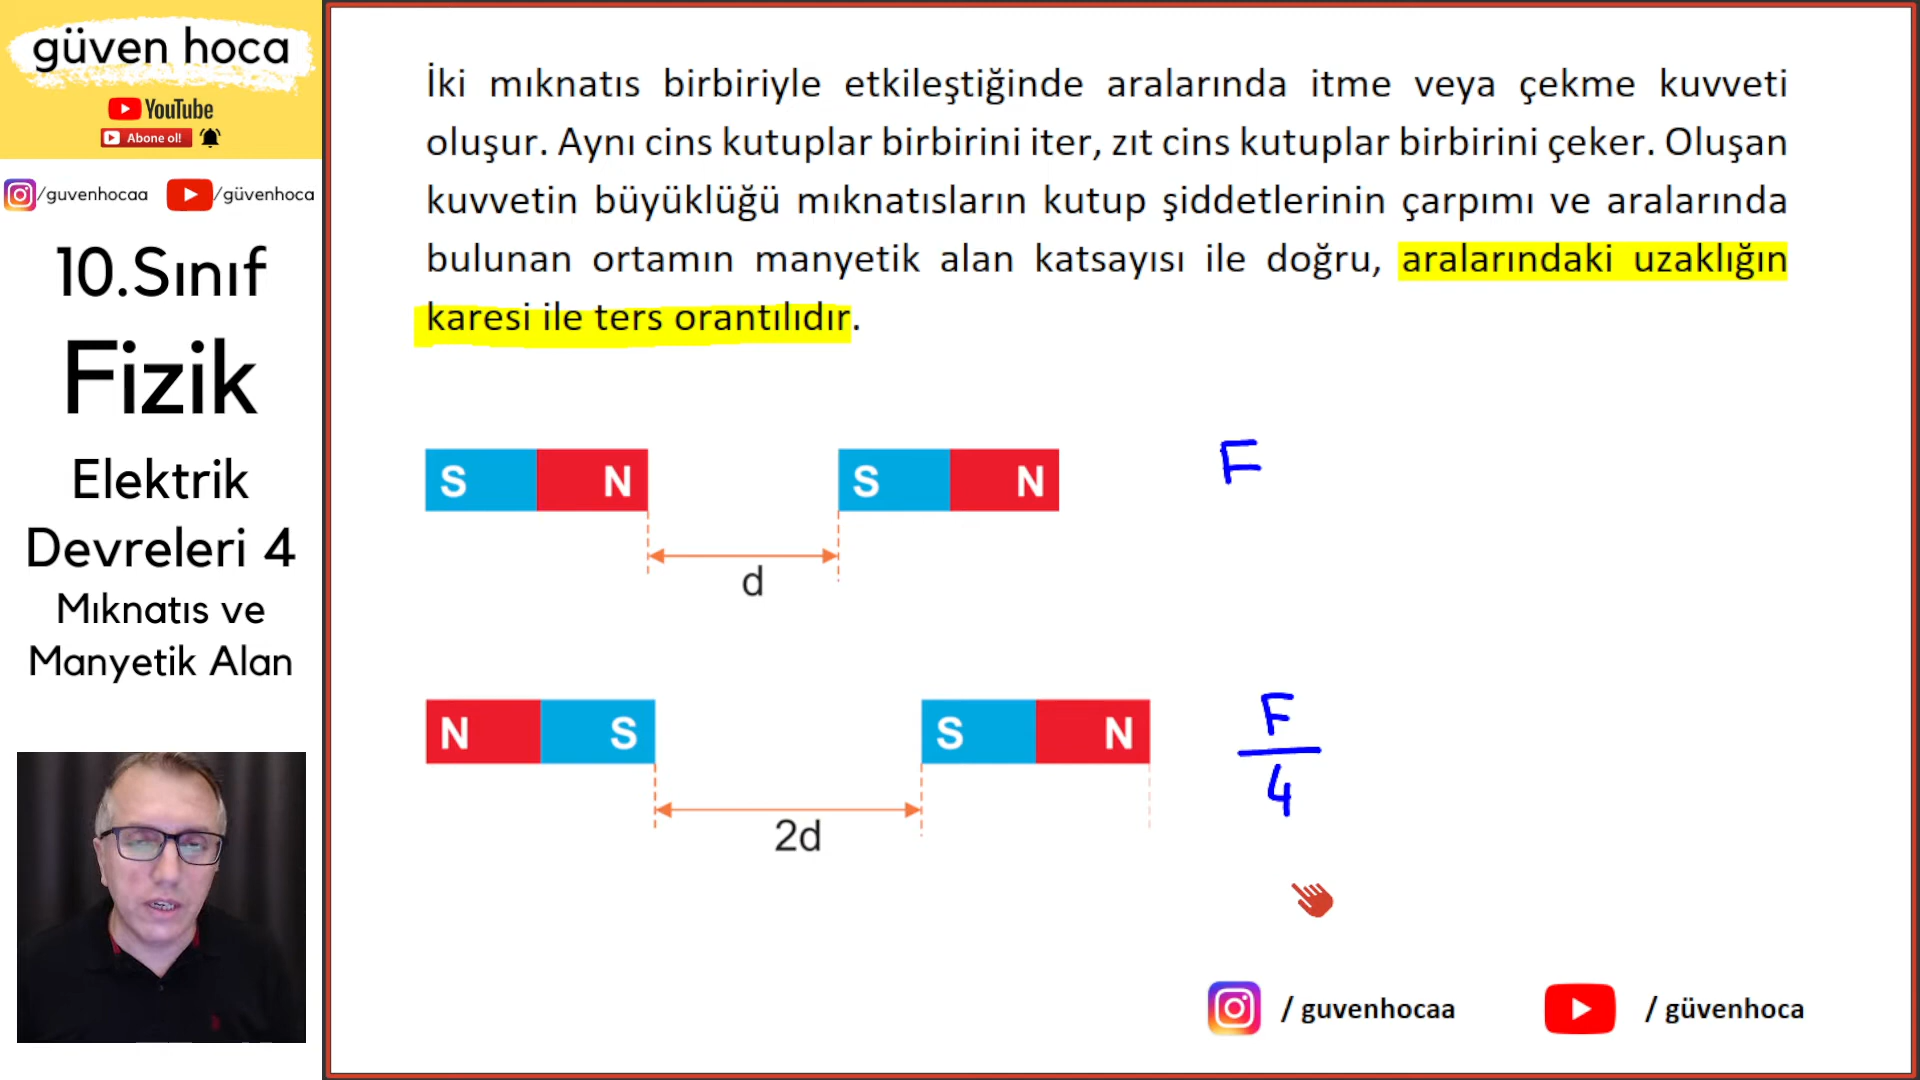 güven hoca
YouTube
Abone ol!
/guvenhocaa /güvenhoca
10.Sınıf
Fizik
Elektrik
Devreleri 4
Mıknatıs ve
Manyetik Alan
İki mıknatıs birbiriyle etkileştiğinde aralarında itme veya çekme kuvveti
oluşur. Aynı cins kutuplar birbirini iter, zıt cins kutuplar birbirini çeker. Oluşan
kuvvetin büyüklüğü mıknatısların kutup şiddetlerinin çarpımı ve aralarında
bulunan ortamın manyetik alan katsayısı ile doğru, aralarındaki uzaklığın
karesi ile ters orantılıdır.
S N S N F
d
N S S N F
4
2d
/ guvenhocaa / güvenhoca